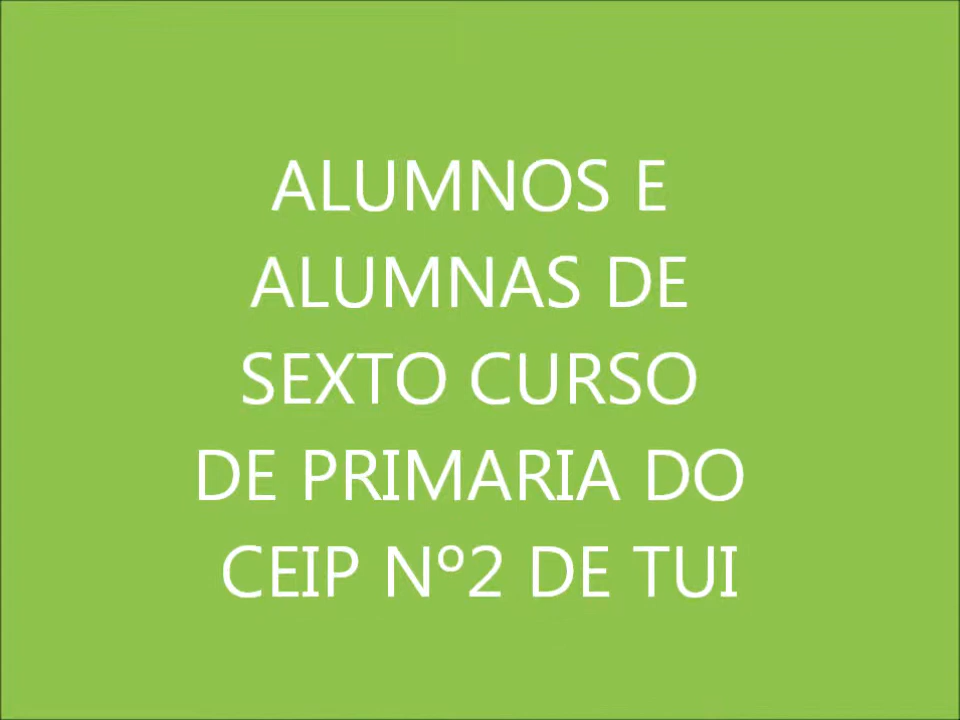 ALUMNOS E
ALUMNAS DE
SEXTO CURSO
DE PRIMARIA DO
CEIP Nº2 DE TUI